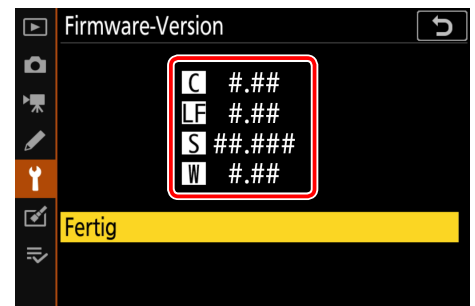 Firmware-Version
C #.##
LF #.##
S ##.###
W #.##
Fertig